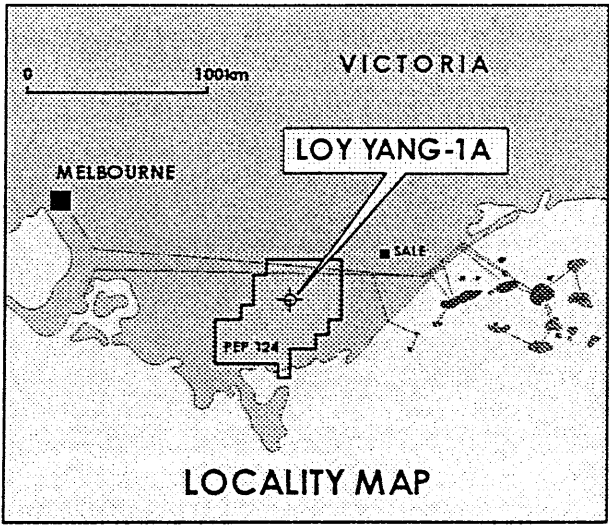 VICTORIA
0 100km
LOY YANG-1A
MELBOURNE
SALE
PEP 124
LOCALITY MAP